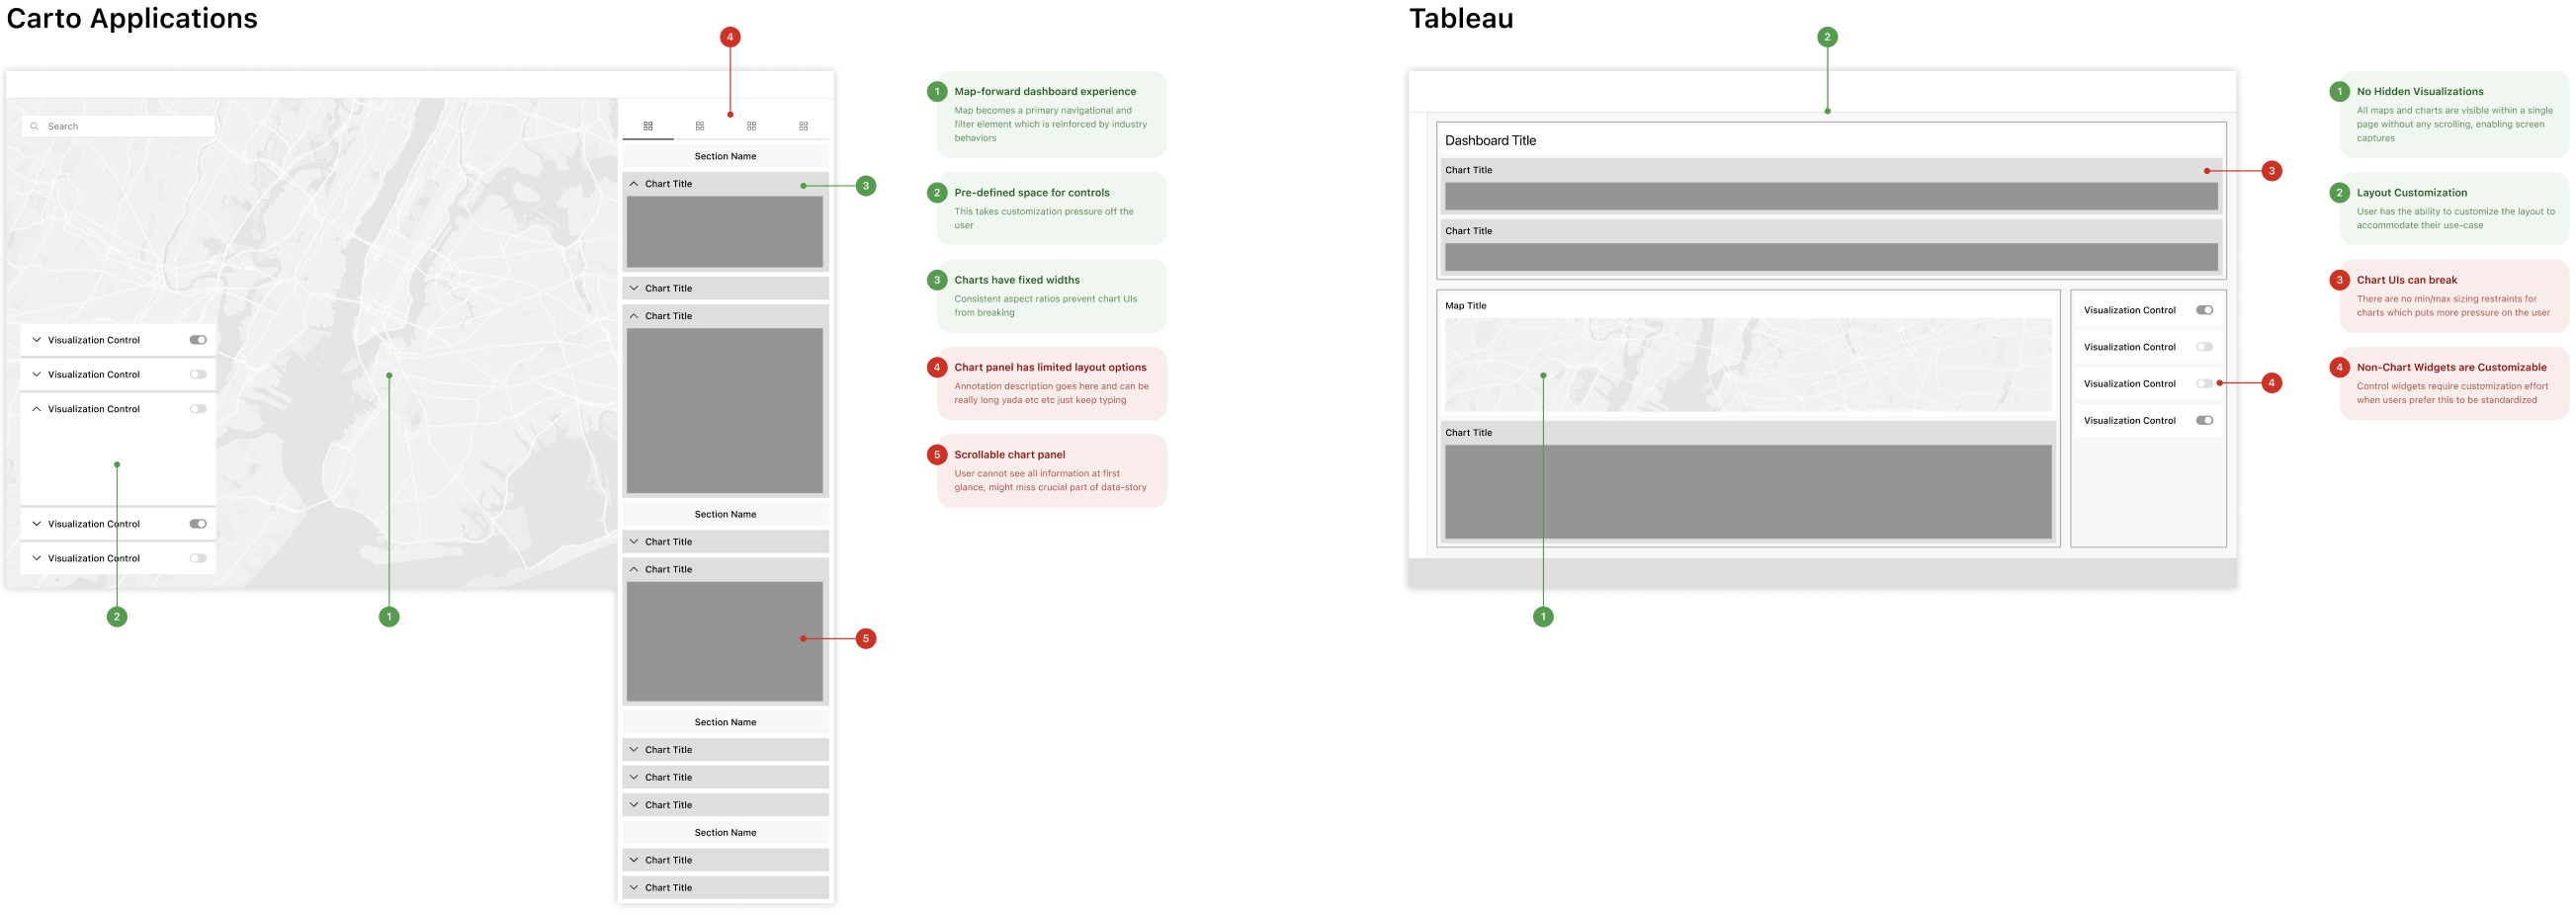 Carto Applications
4
Search
Section Name
Chart Title
3
Chart Title
Chart Title
Visualization Control
Visualization Control
Visualization Control
Visualization Control
Visualization Control
Section Name
Chart Title
Chart Title
2
1
5
Section Name
Chart Title
Chart Title
Chart Title
Section Name
Chart Title
Chart Title
1 Map-forward dashboard experience
Map becomes a primary navigational and
filter element which is reinforced by industry
behaviors
2 Pre-defined space for controls
This takes customization pressure off the
user
3 Charts have fixed widths
Consistent aspect ratios prevent chart UIs
from breaking
4 Chart panel has limited layout options
Annotation description goes here and can be
really long yada etc etc just keep typing
5 Scrollable chart panel
User cannot see all information at first
glance, might miss crucial part of data-story
Tableau
2
Dashboard Title
Chart Title
3
Chart Title
Map Title
Visualization Control
Visualization Control
Visualization Control
4
Visualization Control
Chart Title
1
1 No Hidden Visualizations
All maps and charts are visible within a single
page without any scrolling, enabling screen
captures
2 Layout Customization
User has the ability to customize the layout to
accommodate their use-case
3 Chart UIs can break
There are no min/max sizing restraints for
charts which puts more pressure on the user
4 Non-Chart Widgets are Customizable
Control widgets require customization effort
when users prefer this to be standardized